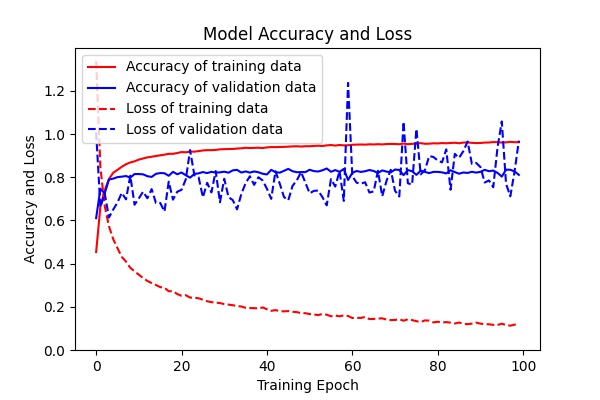 Model Accuracy and Loss
Accuracy of training data
Accuracy of validation data
Loss of training data
Loss of validation data
Accuracy and Loss
1.2
1.0
0.8
0.6
0.4
0.2
0.0
0 20 40 60 80 100
Training Epoch